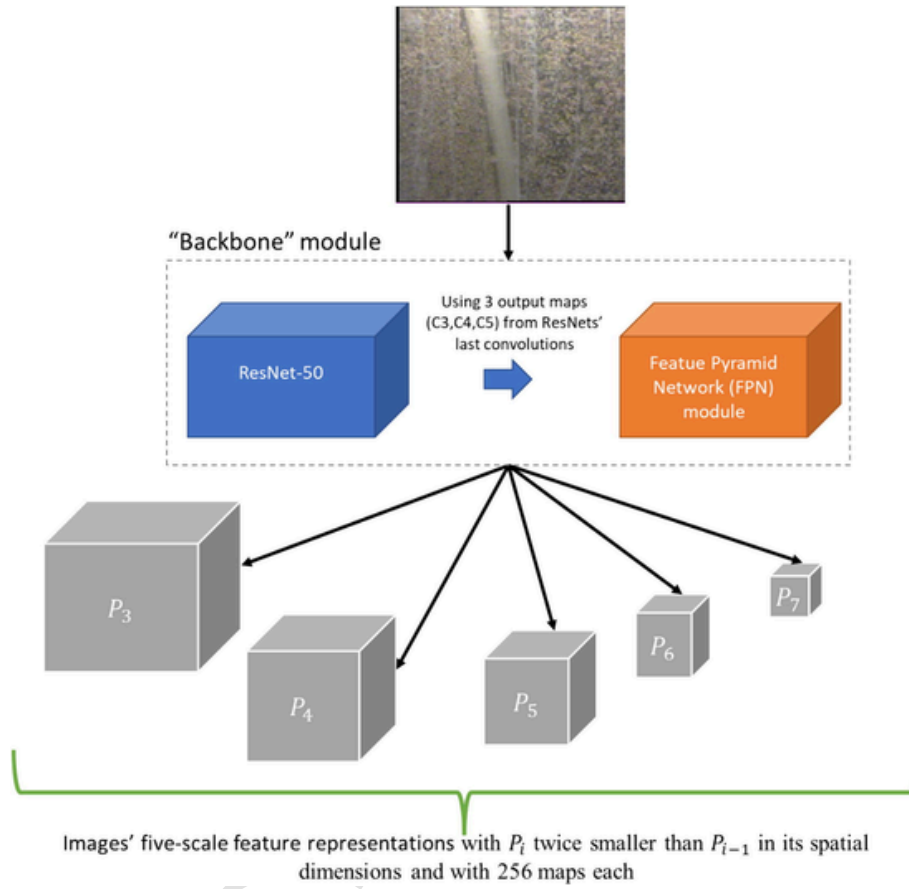 “Backbone” module
Using 3 output maps
(C3,C4,C5) from ResNets’
last convolutions
ResNet-50
Featue Pyramid
Network (FPN)
module
P₃
P₄
P₅
P₆
P₇
Images’ five-scale feature representations with Pᵢ twice smaller than Pᵢ₋₁ in its spatial
dimensions and with 256 maps each